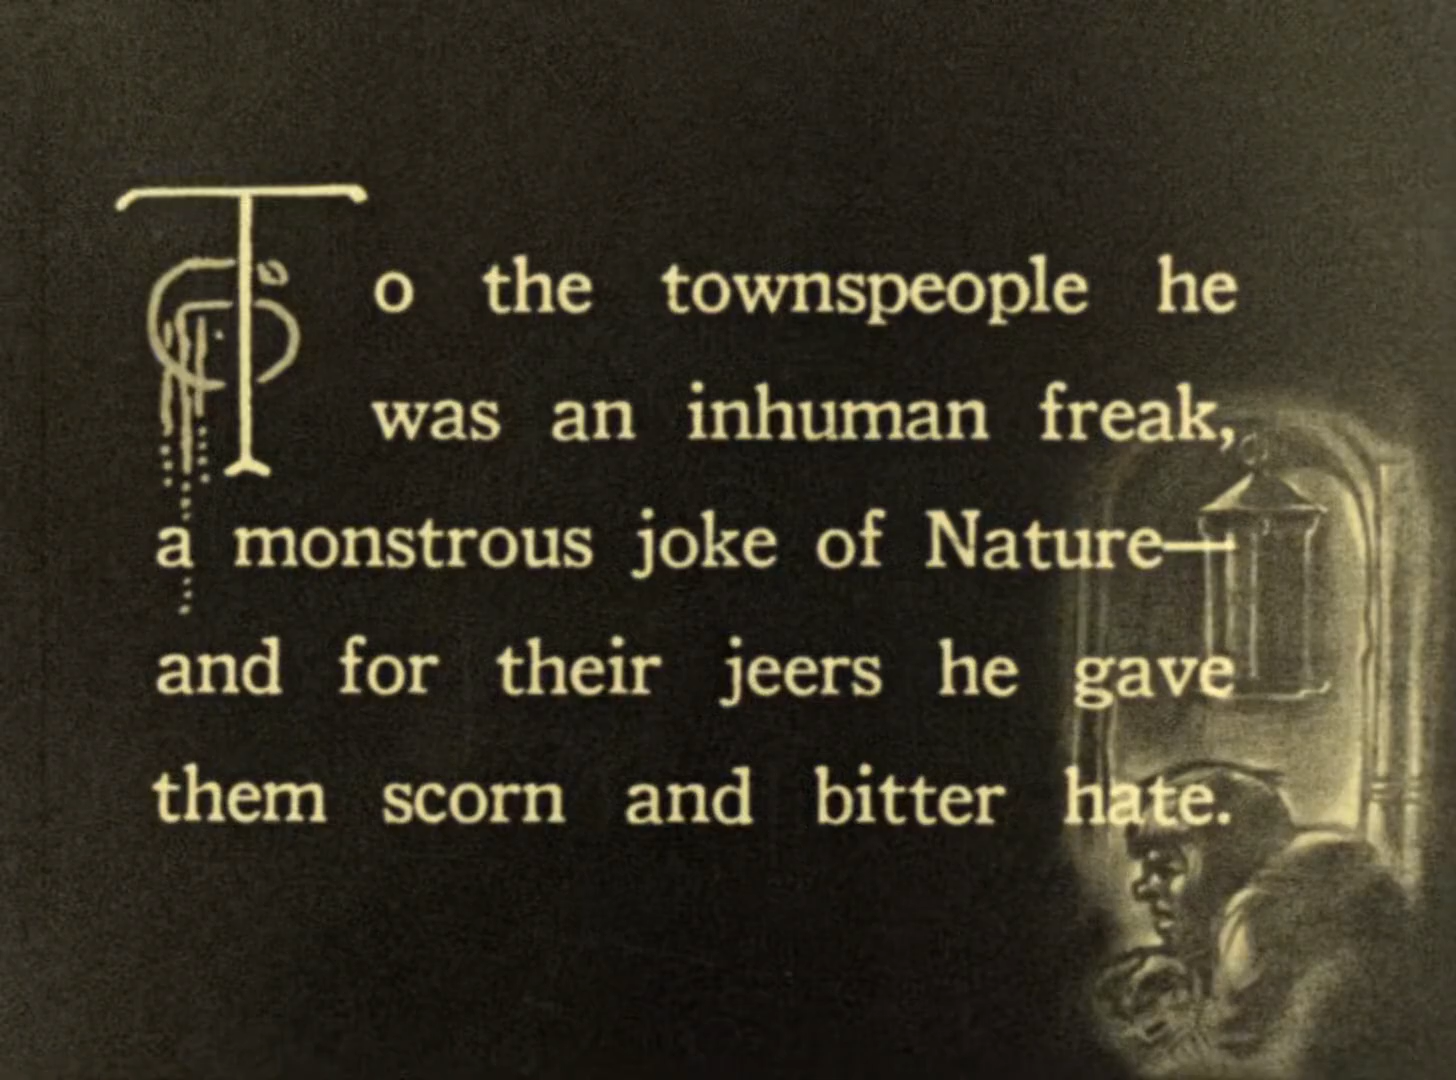 To the townspeople he
was an inhuman freak,
a monstrous joke of Nature—
and for their jeers he gave
them scorn and bitter hate.